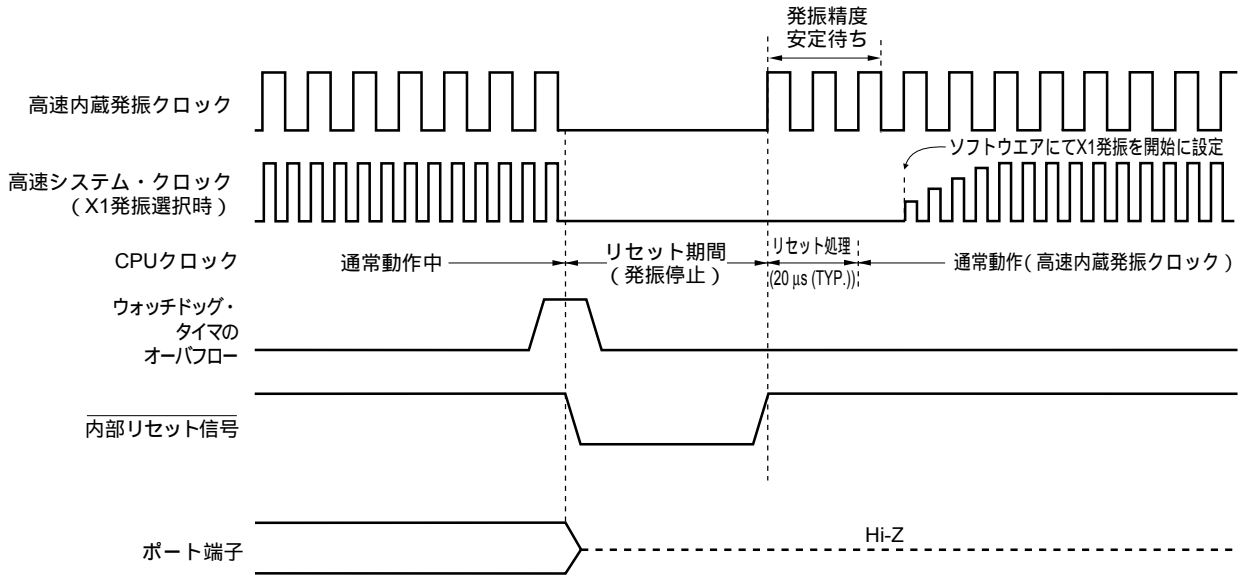 発振精度
安定待ち
高速内蔵発振クロック
ソフトウエアにてX1発振を開始に設定
高速システム・クロック
(X1発振選択時)
CPUクロック
通常動作中
リセット期間
(発振停止)
リセット処理
(20 μs (TYP.))
通常動作(高速内蔵発振クロック)
ウォッチドッグ・
タイマの
オーバフロー
内部リセット信号
ポート端子
Hi-Z